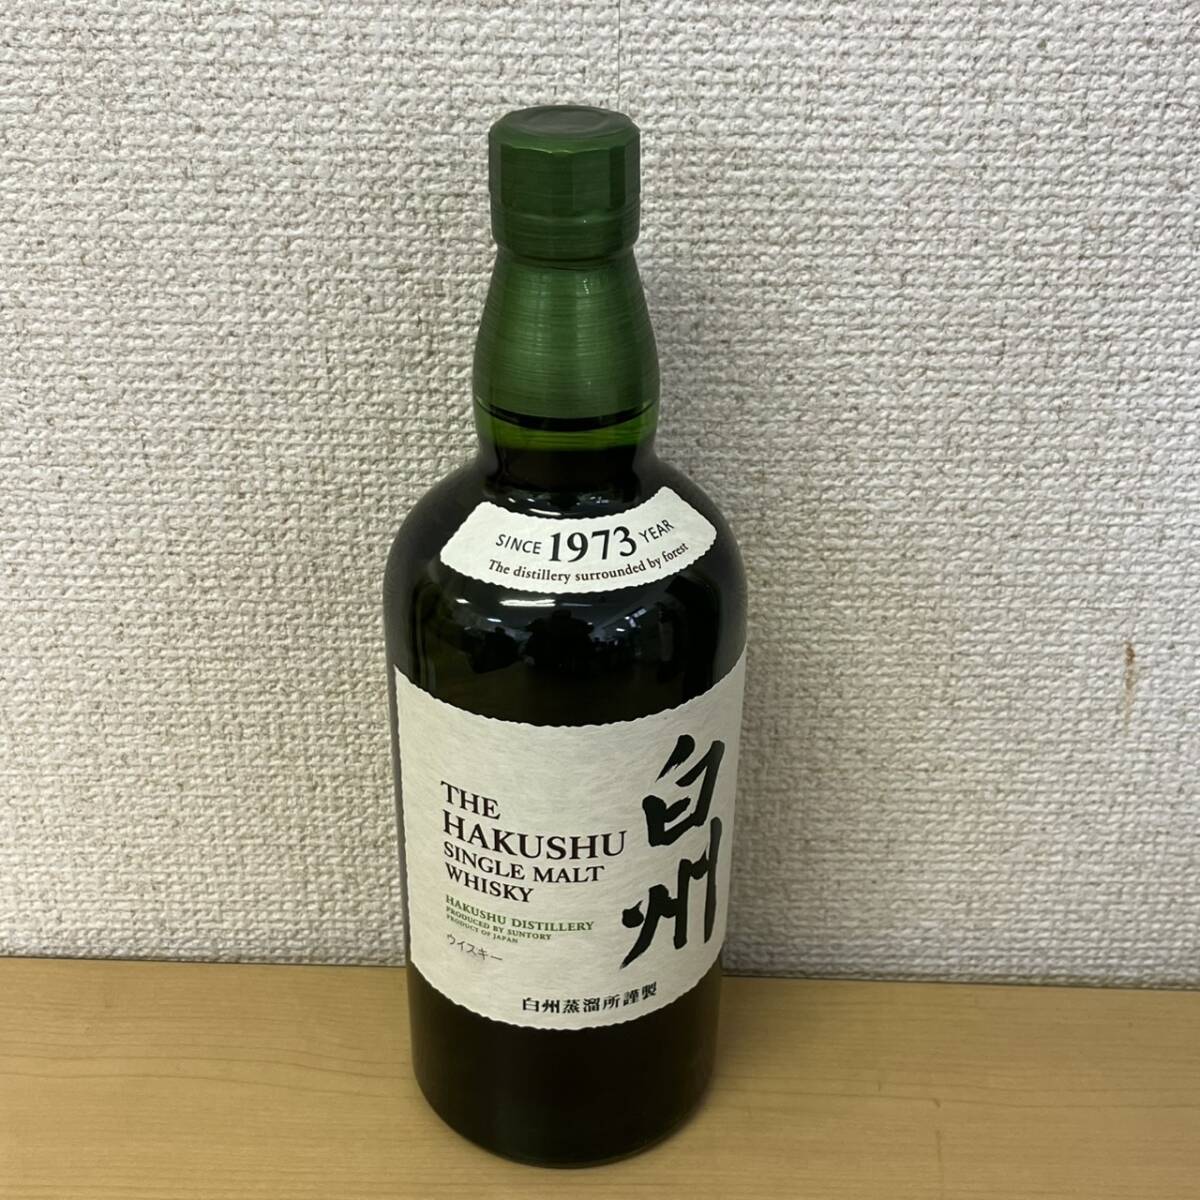 SINCE 1973 YEAR
The distillery surrounded by forest
白州
THE
HAKUSHU
SINGLE MALT
WHISKY
HAKUSHU DISTILLERY
PRODUCED BY SUNTORY
PRODUCT OF JAPAN
ウイスキー
白州蒸溜所謹製